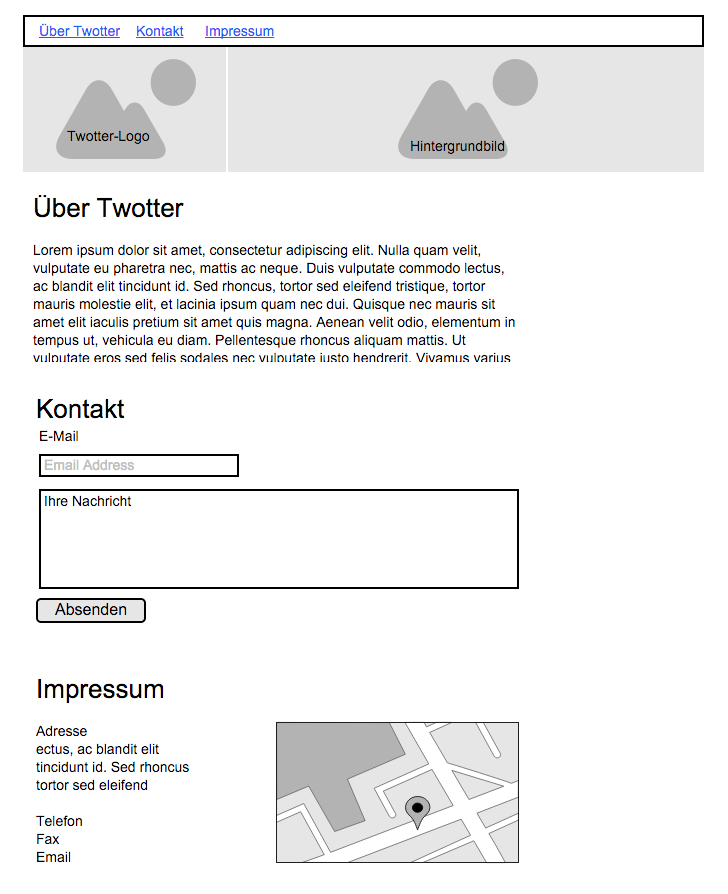 Über Twotter Kontakt Impressum
Twotter-Logo
Hintergrundbild
Über Twotter
Lorem ipsum dolor sit amet, consectetur adipiscing elit. Nulla quam velit,
vulputate eu pharetra nec, mattis ac neque. Duis vulputate commodo lectus,
ac blandit elit tincidunt id. Sed rhoncus, tortor sed eleifend tristique, tortor
mauris molestie elit, et lacinia ipsum quam nec dui. Quisque nec mauris sit
amet elit iaculis pretium sit amet quis magna. Aenean velit odio, elementum in
tempus ut, vehicula eu diam. Pellentesque rhoncus aliquam mattis. Ut
vulputate eros sed felis sodales nec vulputate justo hendrerit. Vivamus varius
Kontakt
E-Mail
Email Address
Ihre Nachricht
Absenden
Impressum
Adresse
ectus, ac blandit elit
tincidunt id. Sed rhoncus
tortor sed eleifend
Telefon
Fax
Email